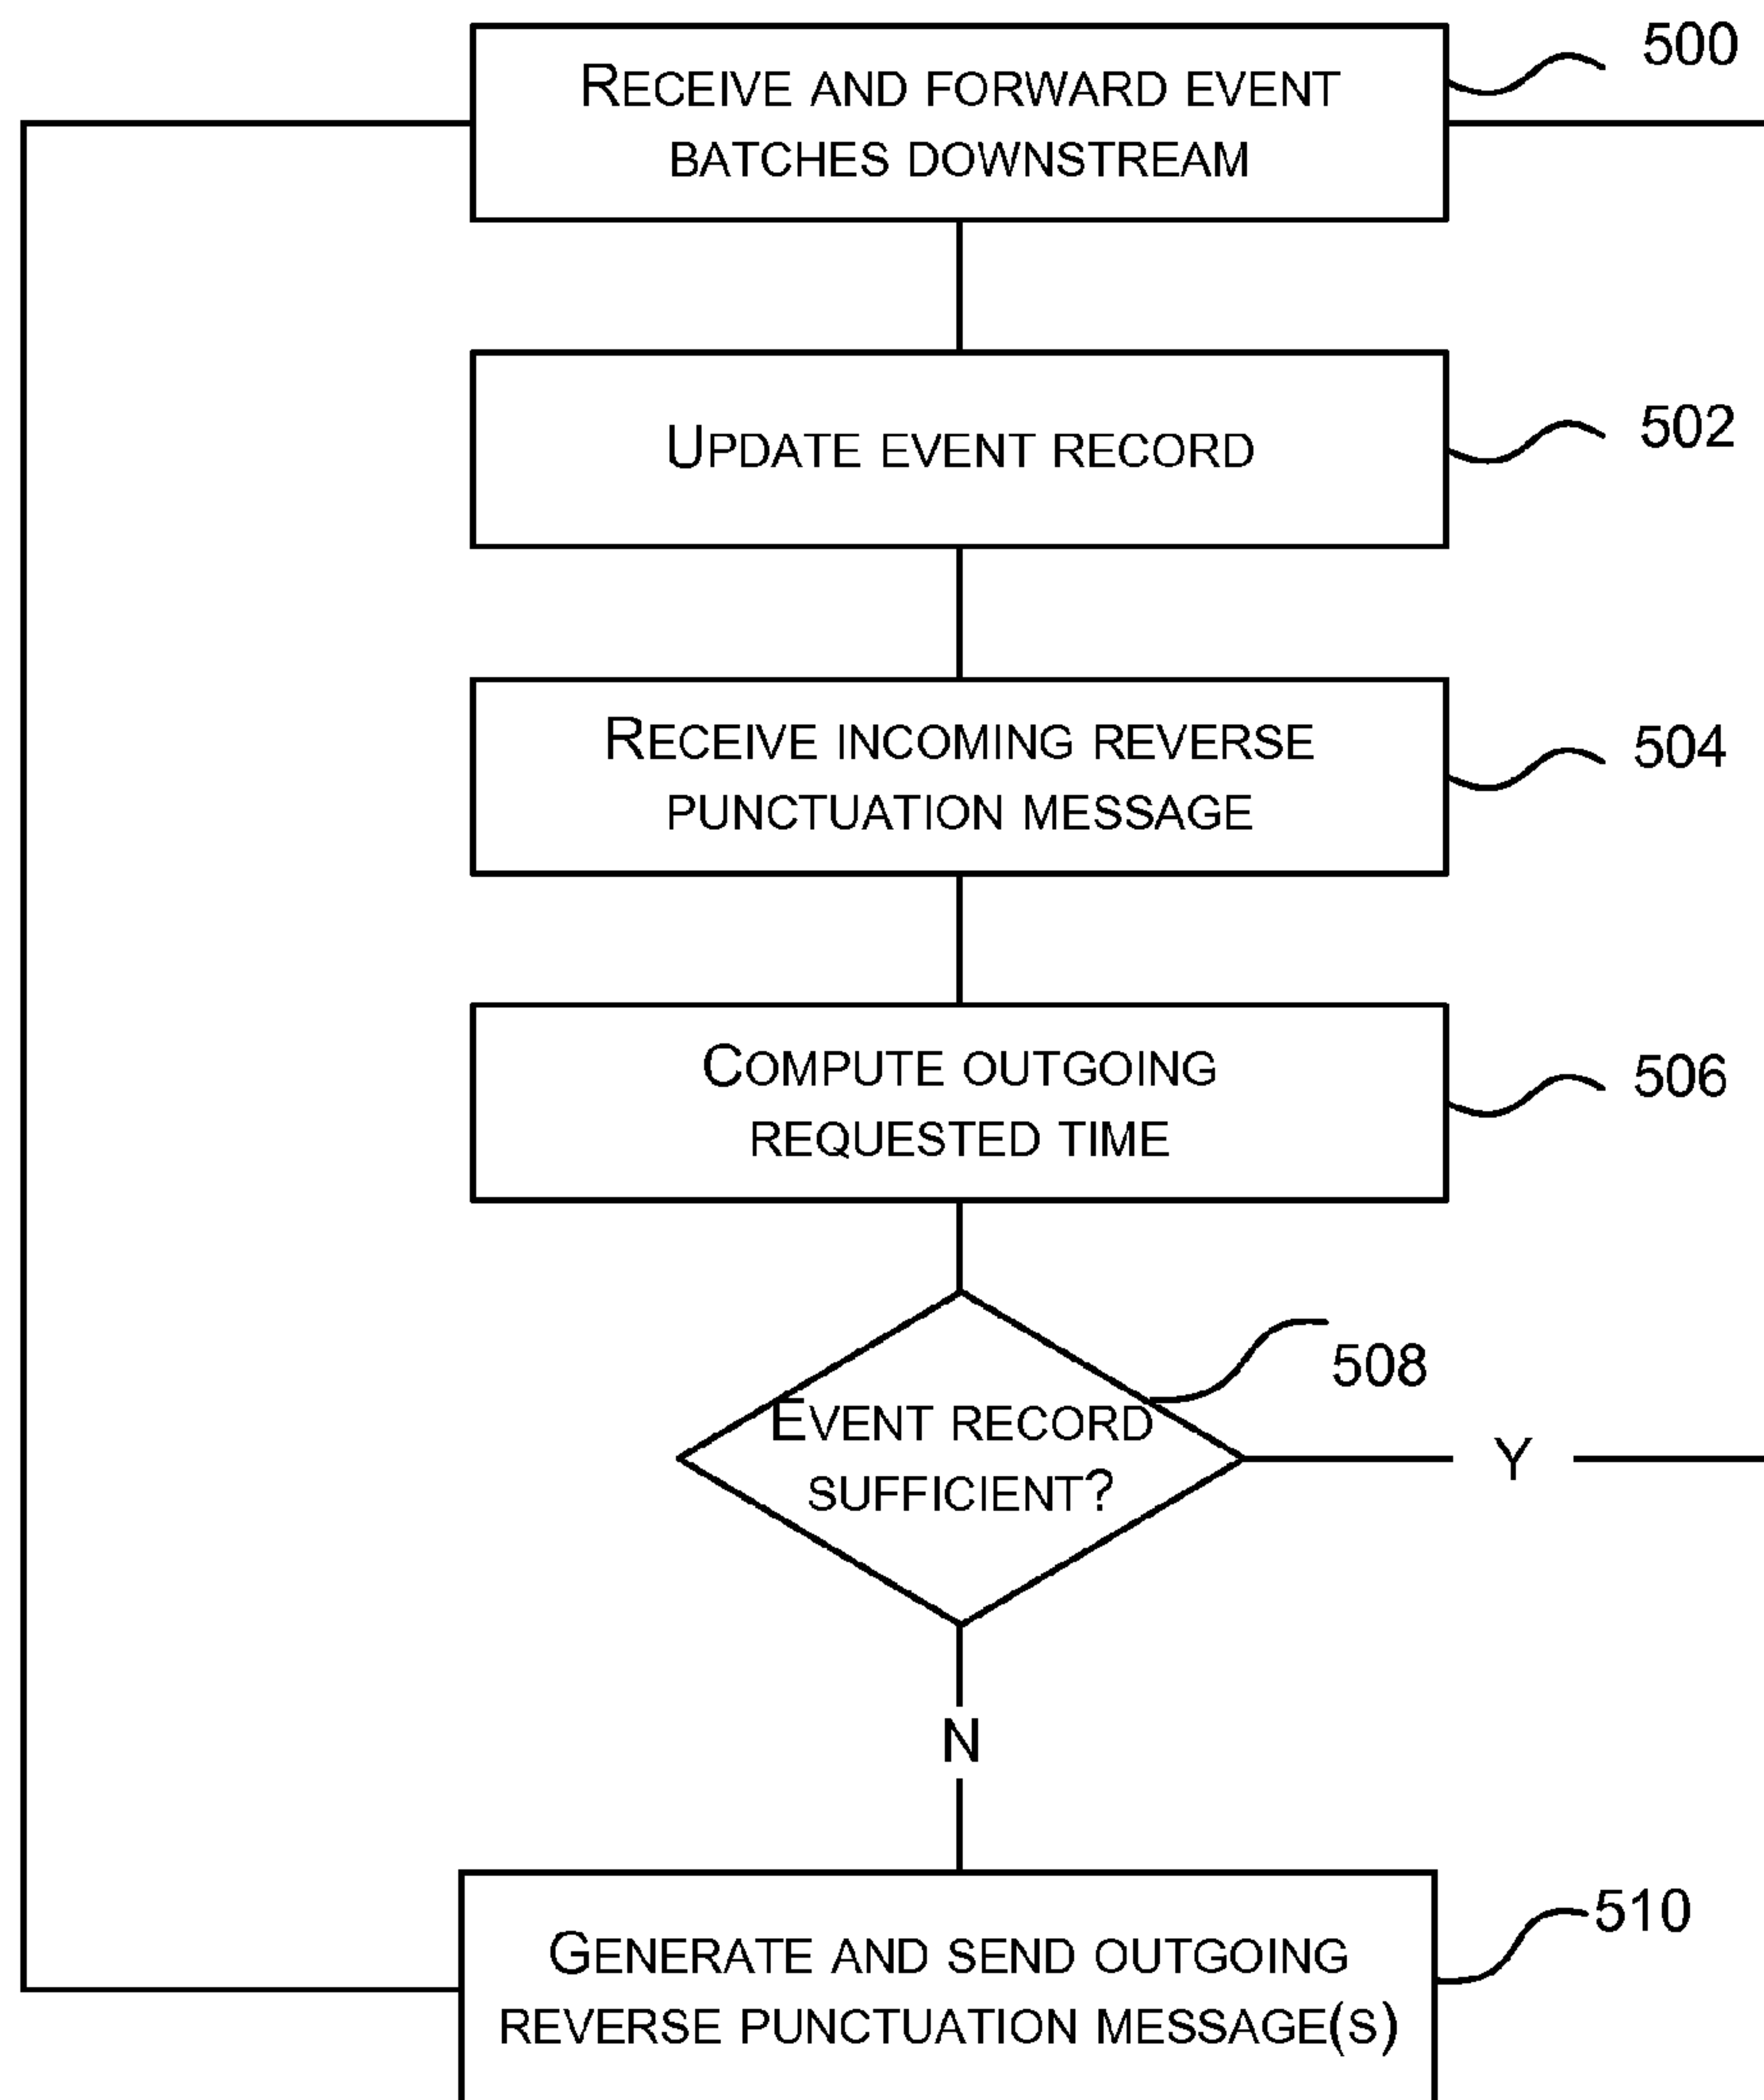 RECEIVE AND FORWARD EVENT
BATCHES DOWNSTREAM
500
UPDATE EVENT RECORD
502
RECEIVE INCOMING REVERSE
PUNCTUATION MESSAGE
504
COMPUTE OUTGOING
REQUESTED TIME
506
508
EVENT RECORD
SUFFICIENT?
Y
N
510
GENERATE AND SEND OUTGOING
REVERSE PUNCTUATION MESSAGE(S)